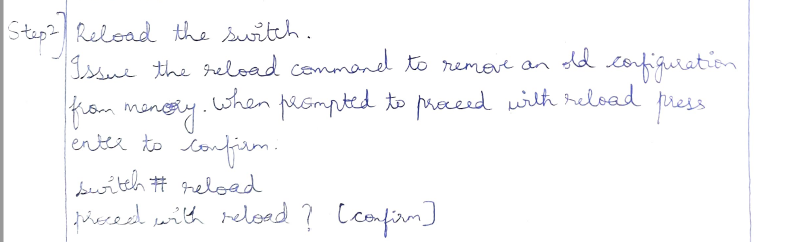 Step2] Reload the switch.
Issue the reload command to remove an old configuration
from memory. When prompted to proceed with reload press
enter to confirm.
switch # reload
proceed with reload ? [confirm]